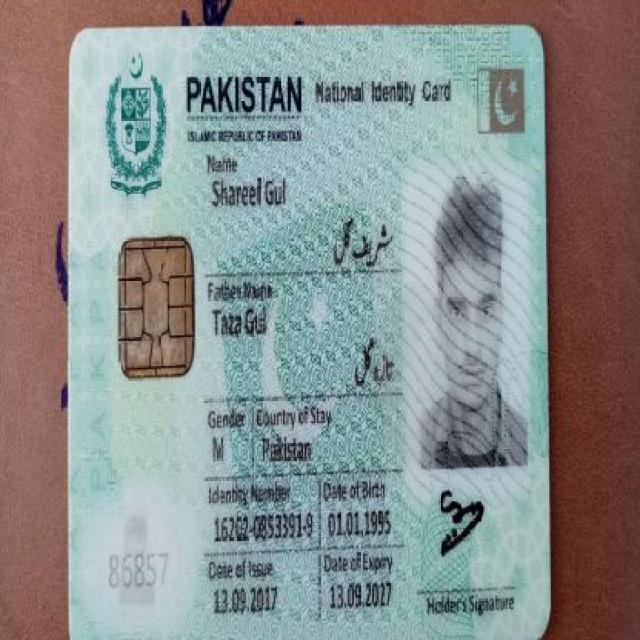 PAKISTAN National Identity Card
ISLAMIC REPUBLIC OF PAKISTAN
Name
Shareef Gul
شریف گل
Father Name
Taza Gul
تازہ گل
Gender Country of Stay
M Pakistan
Identity Number Date of Birth
16202-0853391-9 01.01.1995
Date of Issue Date of Expiry
13.09.2017 13.09.2027
86857
Holder's Signature